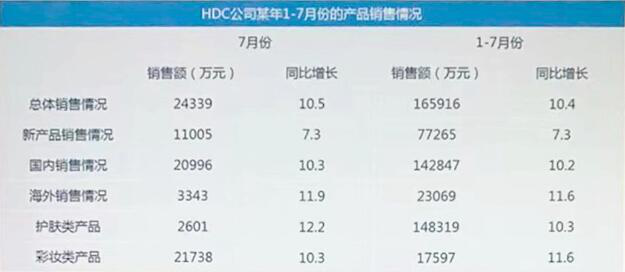 HDC公司某年1-7月份的产品销售情况
7月份 1-7月份
销售额（万元） 同比增长 销售额（万元） 同比增长
总体销售情况 24339 10.5 165916 10.4
新产品销售情况 11005 7.3 77265 7.3
国内销售情况 20996 10.3 142847 10.2
海外销售情况 3343 11.9 23069 11.6
护肤类产品 2601 12.2 148319 10.3
彩妆类产品 21738 10.3 17597 11.6